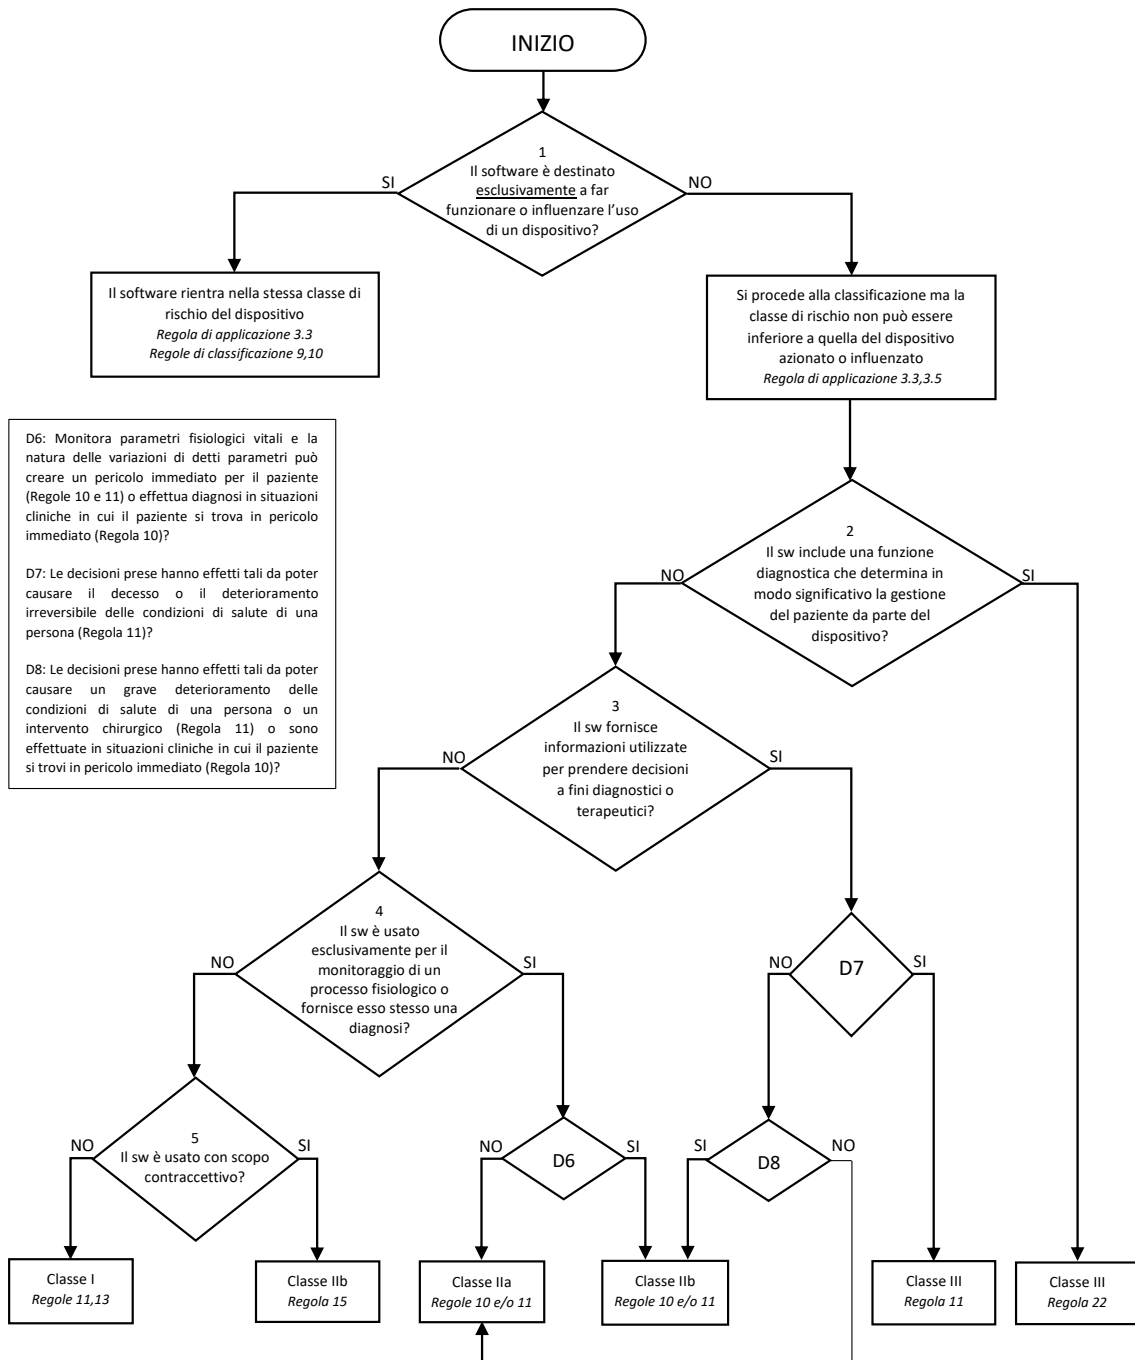 INIZIO
1
Il software è destinato
esclusivamente a far
funzionare o influenzare l'uso
di un dispositivo?
SI
NO
Il software rientra nella stessa classe di
rischio del dispositivo
Regola di applicazione 3.3
Regole di classificazione 9,10
Si procede alla classificazione ma la
classe di rischio non può essere
inferiore a quella del dispositivo
azionato o influenzato
Regola di applicazione 3.3,3.5
D6: Monitora parametri fisiologici vitali e la
natura delle variazioni di detti parametri può
creare un pericolo immediato per il paziente
(Regole 10 e 11) o effettua diagnosi in situazioni
cliniche in cui il paziente si trova in pericolo
immediato (Regola 10)?
D7: Le decisioni prese hanno effetti tali da poter
causare il decesso o il deterioramento
irreversibile delle condizioni di salute di una
persona (Regola 11)?
D8: Le decisioni prese hanno effetti tali da poter
causare un grave deterioramento delle
condizioni di salute di una persona o un
intervento chirurgico (Regola 11) o sono
effettuate in situazioni cliniche in cui il paziente
si trovi in pericolo immediato (Regola 10)?
2
Il sw include una funzione
diagnostica che determina in
modo significativo la gestione
del paziente da parte del
dispositivo?
NO
SI
3
Il sw fornisce
informazioni utilizzate
per prendere decisioni
a fini diagnostici o
terapeutici?
NO
SI
4
Il sw è usato
esclusivamente per il
monitoraggio di un
processo fisiologico o
fornisce esso stesso una
diagnosi?
NO
SI
D7
NO
SI
5
Il sw è usato con scopo
contraccettivo?
NO
SI
D6
NO
SI
D8
SI
NO
Classe I
Regole 11,13
Classe IIb
Regola 15
Classe IIa
Regole 10 e/o 11
Classe IIb
Regole 10 e/o 11
Classe III
Regola 11
Classe III
Regola 22